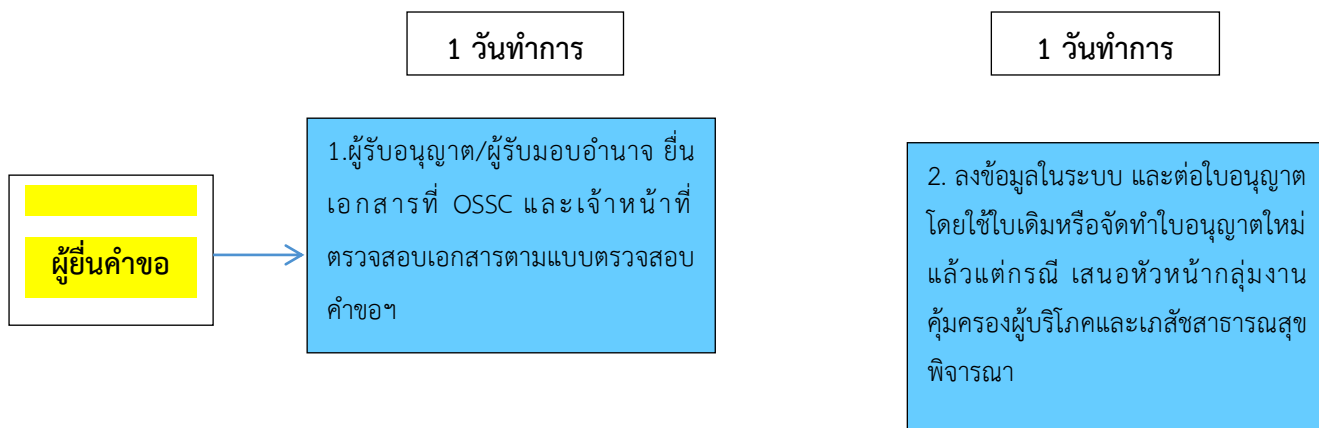 1 วันทำการ
1 วันทำการ
ผู้ยื่นคำขอ
1.ผู้รับอนุญาต/ผู้รับมอบอำนาจ ยื่น
เอกสารที่ OSSC และเจ้าหน้าที่
ตรวจสอบเอกสารตามแบบตรวจสอบ
คำขอฯ
2. ลงข้อมูลในระบบ และต่อใบอนุญาต
โดยใช้ใบเดิมหรือจัดทำใบอนุญาตใหม่
แล้วแต่กรณี เสนอหัวหน้ากลุ่มงาน
คุ้มครองผู้บริโภคและเภสัชสาธารณสุข
พิจารณา